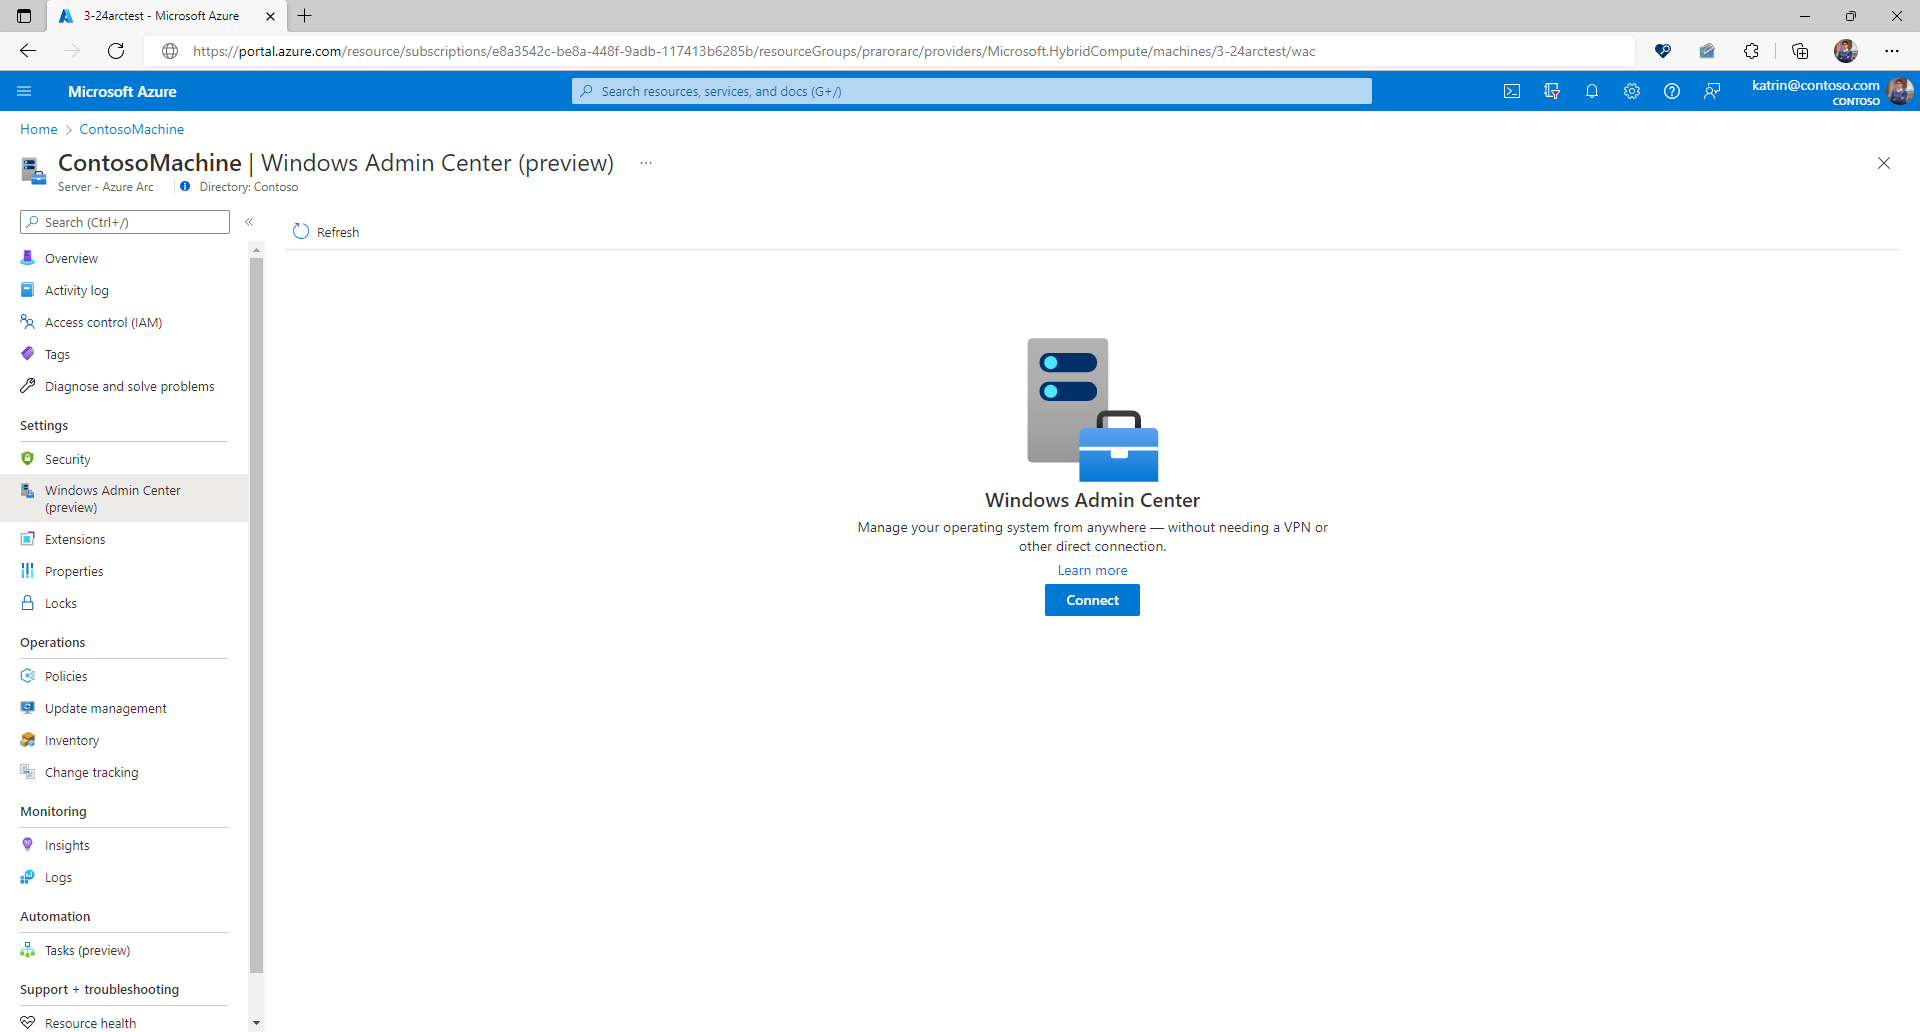 3-24arctest - Microsoft Azure
https://portal.azure.com/resource/subscriptions/e8a3542c-be8a-448f-9adb-117413b6285b/resourceGroups/prarorarc/providers/Microsoft.HybridCompute/machines/3-24arctest/wac
Microsoft Azure
Search resources, services, and docs (G+/)
katrin@contoso.com
CONTOSO
Home > ContosoMachine
ContosoMachine | Windows Admin Center (preview) ...
Server - Azure Arc
Directory: Contoso
Search (Ctrl+/)
Refresh
Overview
Activity log
Access control (IAM)
Tags
Diagnose and solve problems
Settings
Security
Windows Admin Center
(preview)
Extensions
Properties
Locks
Operations
Policies
Update management
Inventory
Change tracking
Monitoring
Insights
Logs
Automation
Tasks (preview)
Support + troubleshooting
Resource health
Windows Admin Center
Manage your operating system from anywhere — without needing a VPN or
other direct connection.
Learn more
Connect